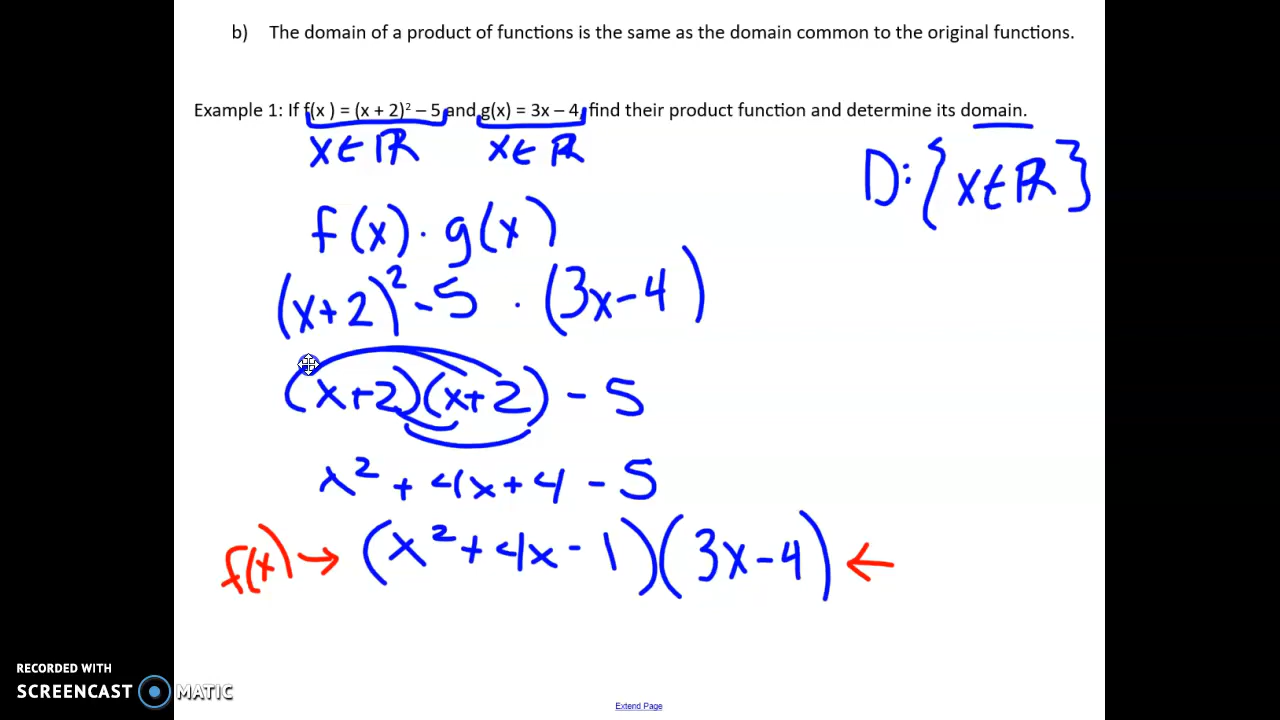 b) The domain of a product of functions is the same as the domain common to the original functions.
Example 1: If f(x ) = (x + 2)² – 5 and g(x) = 3x – 4, find their product function and determine its domain.
x∈ℝ x∈ℝ
D: {x∈ℝ}
f(x) · g(x)
(x+2)² -5 · (3x-4)
(x+2)(x+2) - 5
x² + 4x + 4 - 5
f(x) → (x² + 4x - 1)(3x-4) ←
RECORDED WITH
SCREENCAST MATIC
Extend Page